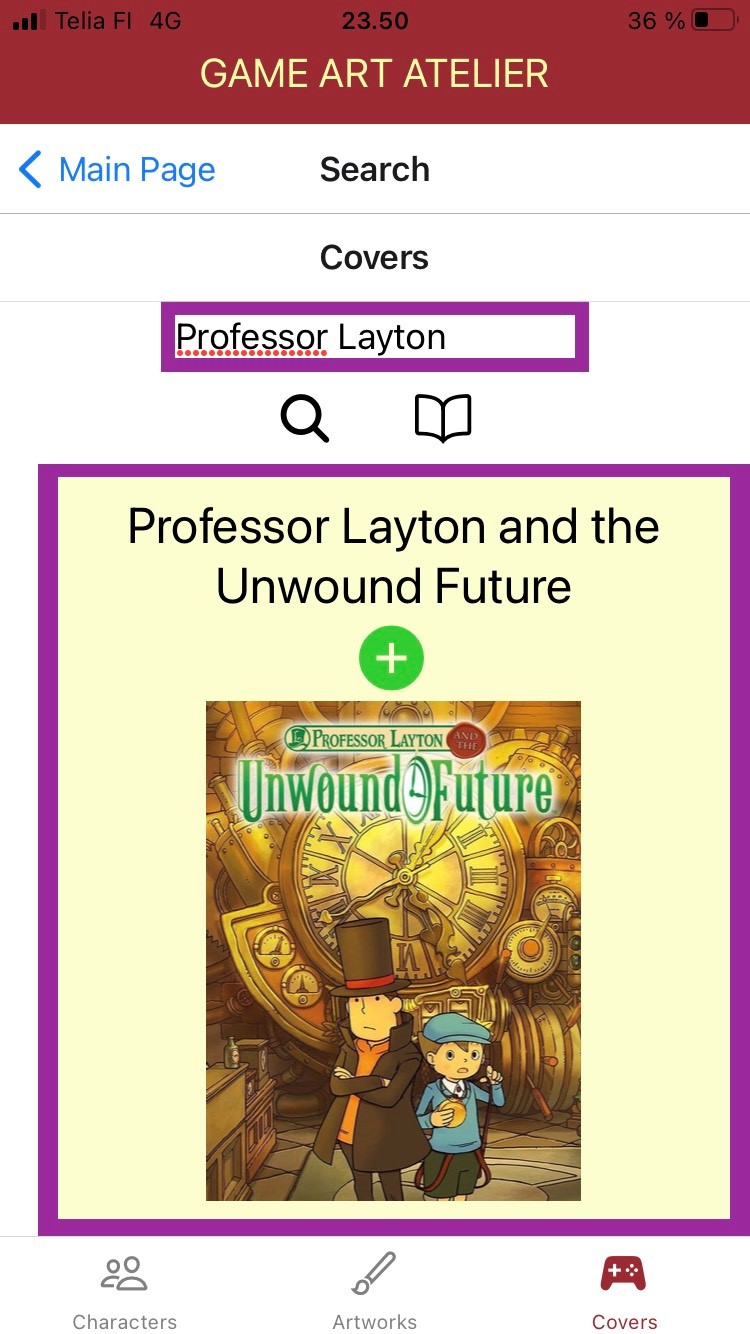 Telia FI 4G 23.50 36 %
GAME ART ATELIER
Main Page Search
Covers
Professor Layton
Professor Layton and the
Unwound Future
PROFESSOR LAYTON AND THE
Unwound Future
Characters Artworks Covers